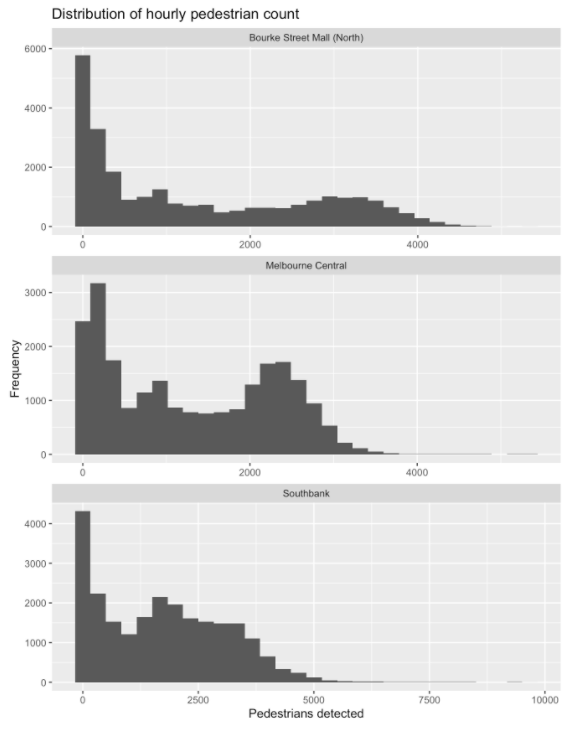 Distribution of hourly pedestrian count
Bourke Street Mall (North)
6000
4000
2000
0
0 2000 4000
Melbourne Central
3000
2000
1000
0
0 2000 4000
Frequency
Southbank
4000
3000
2000
1000
0
0 2500 5000 7500 10000
Pedestrians detected